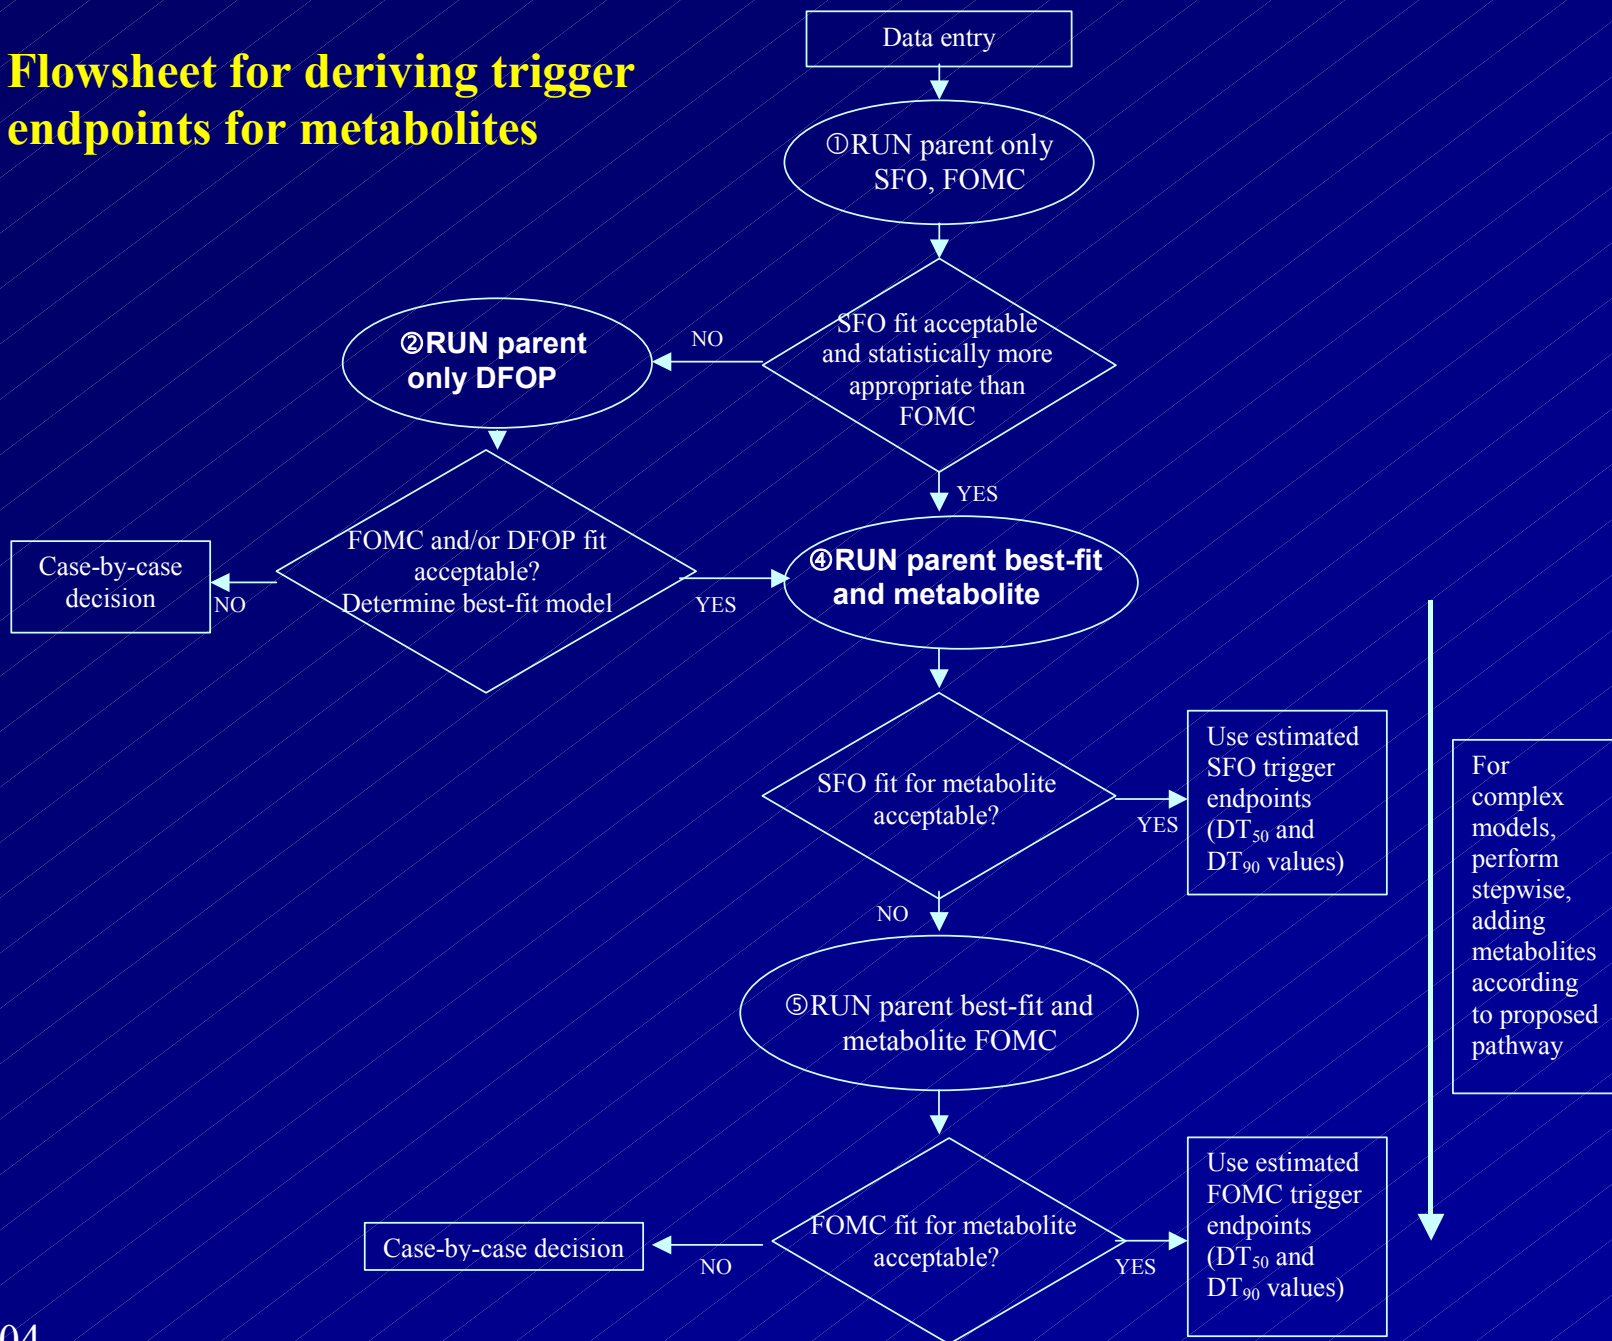 Flowsheet for deriving trigger
endpoints for metabolites
Data entry
①RUN parent only
SFO, FOMC
SFO fit acceptable
and statistically more
appropriate than
FOMC
NO
②RUN parent
only DFOP
YES
FOMC and/or DFOP fit
acceptable?
Determine best-fit model
NO
Case-by-case
decision
YES
④RUN parent best-fit
and metabolite
SFO fit for metabolite
acceptable?
YES
Use estimated
SFO trigger
endpoints
(DT50 and
DT90 values)
For
complex
models,
perform
stepwise,
adding
metabolites
according
to proposed
pathway
NO
⑤RUN parent best-fit and
metabolite FOMC
FOMC fit for metabolite
acceptable?
NO
Case-by-case decision
YES
Use estimated
FOMC trigger
endpoints
(DT50 and
DT90 values)
04